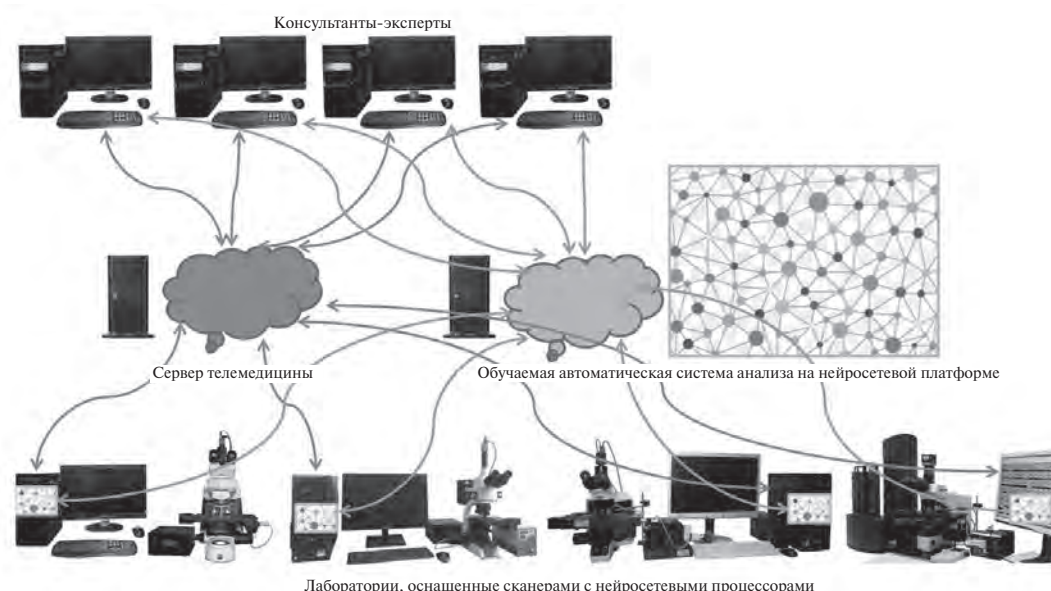 Консультанты-эксперты
Сервер телемедицины
Обучаемая автоматическая система анализа на нейросетевой платформе
Лаборатории, оснащенные сканерами с нейросетевыми процессорами